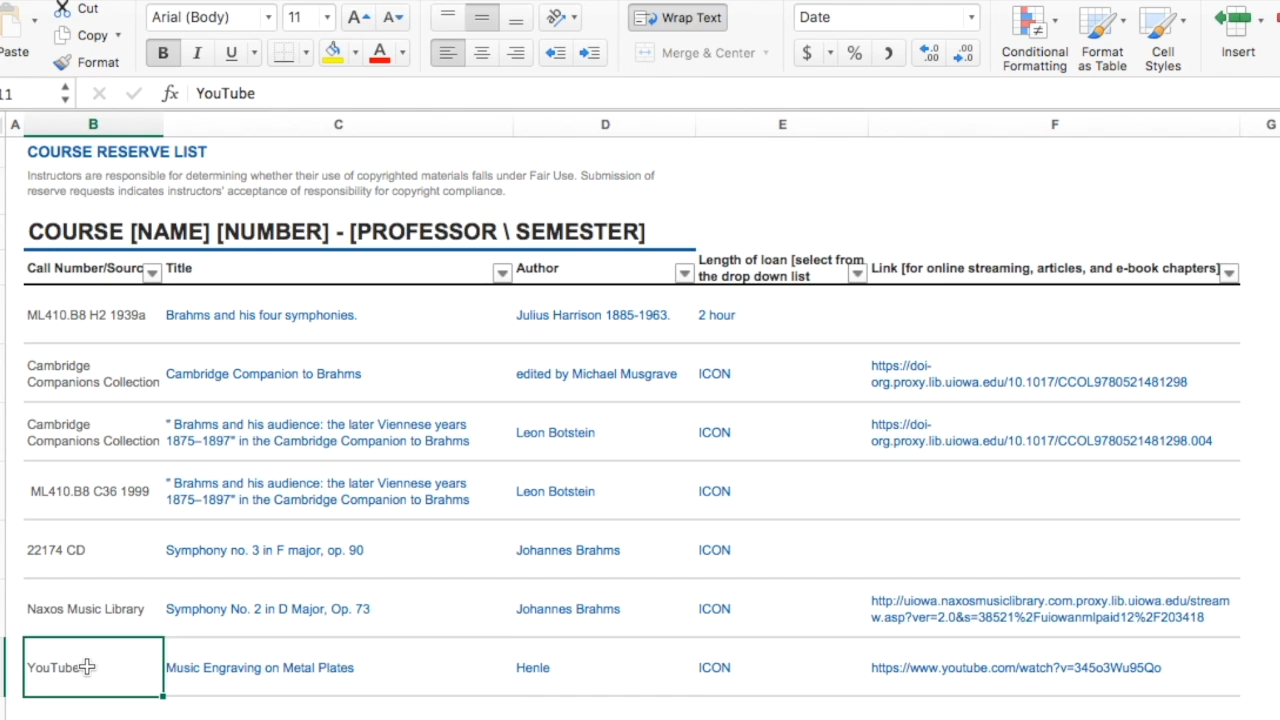 Cut
Arial (Body) 11 A A Wrap Text Date
Copy
Paste
Format B I U A Merge & Center $ % .00 .00 Conditional Formatting Format as Table Cell Styles Insert
11 fx YouTube
A B C D E F G
COURSE RESERVE LIST
Instructors are responsible for determining whether their use of copyrighted materials falls under Fair Use. Submission of
reserve requests indicates instructors' acceptance of responsibility for copyright compliance.
COURSE [NAME] [NUMBER] - [PROFESSOR \ SEMESTER]
Call Number/Sourc Title Author Length of loan [select from the drop down list Link [for online streaming, articles, and e-book chapters]
ML410.B8 H2 1939a Brahms and his four symphonies. Julius Harrison 1885-1963. 2 hour
Cambridge https://doi-
Companions Collection Cambridge Companion to Brahms edited by Michael Musgrave ICON org.proxy.lib.uiowa.edu/10.1017/CCOL9780521481298
Cambridge " Brahms and his audience: the later Viennese years https://doi-
Companions Collection 1875–1897" in the Cambridge Companion to Brahms Leon Botstein ICON org.proxy.lib.uiowa.edu/10.1017/CCOL9780521481298.004
" Brahms and his audience: the later Viennese years
ML410.B8 C36 1999 1875–1897" in the Cambridge Companion to Brahms Leon Botstein ICON
22174 CD Symphony no. 3 in F major, op. 90 Johannes Brahms ICON
Naxos Music Library Symphony No. 2 in D Major, Op. 73 Johannes Brahms ICON http://uiowa.naxosmusiclibrary.com.proxy.lib.uiowa.edu/stream
w.asp?ver=2.0&s=38521%2Fuiowanmlpaid12%2F203418
YouTube Music Engraving on Metal Plates Henle ICON https://www.youtube.com/watch?v=345o3Wu95Qo